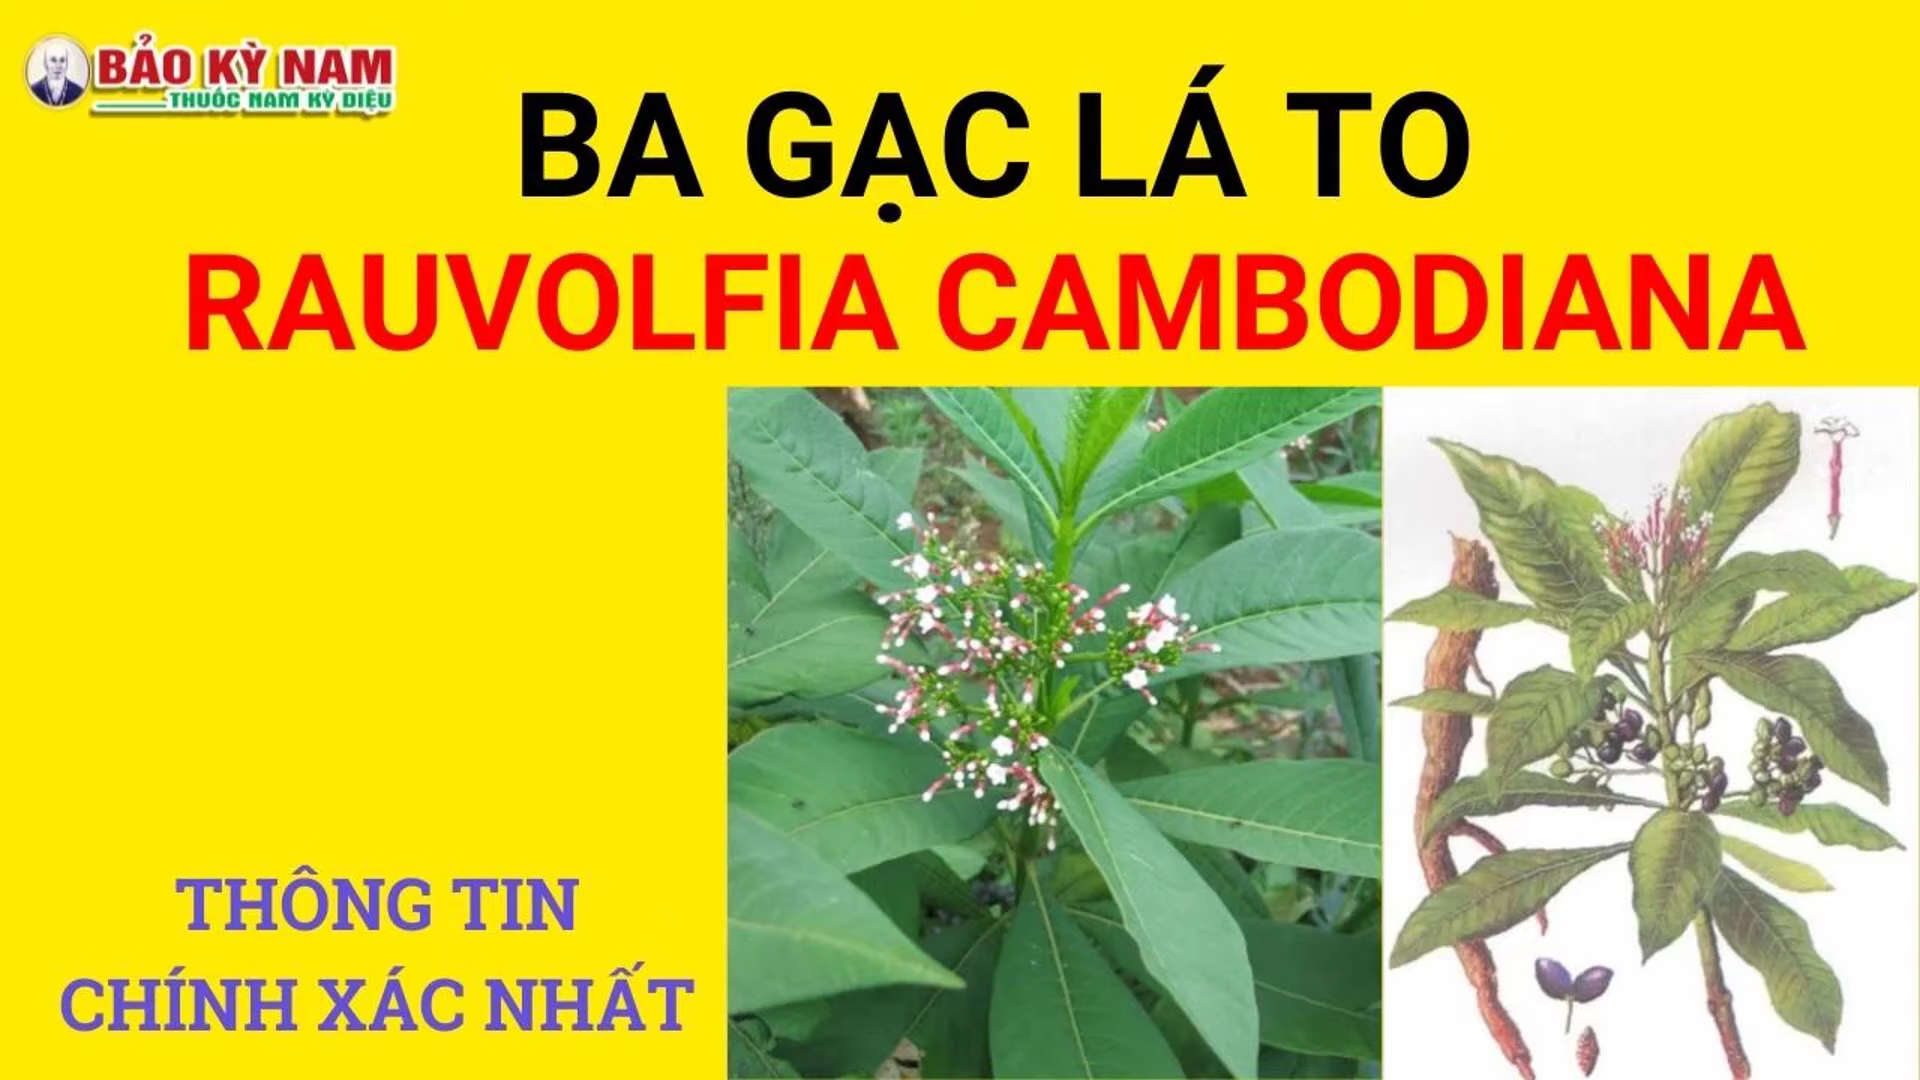 BẢO KỲ NAM
THUỐC NAM KỲ DIỆU
BA GẠC LÁ TO
RAUVOLFIA CAMBODIANA
THÔNG TIN
CHÍNH XÁC NHẤT